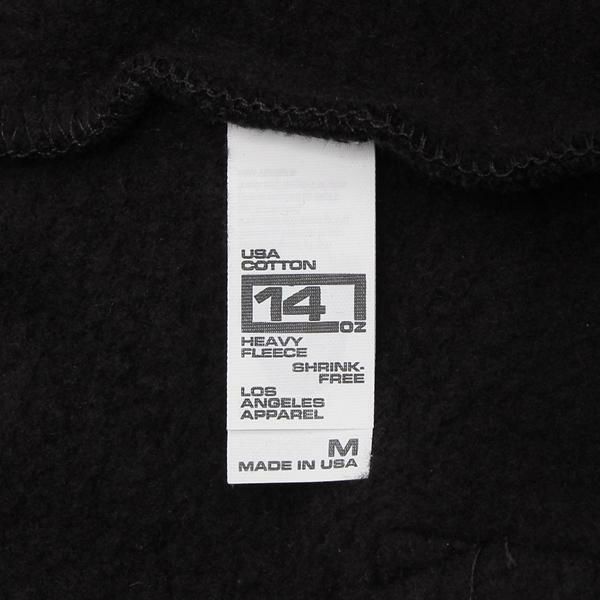 USA
COTTON
14
OZ
HEAVY
FLEECE
SHRINK-
FREE
LOS
ANGELES
APPAREL
M
MADE IN USA